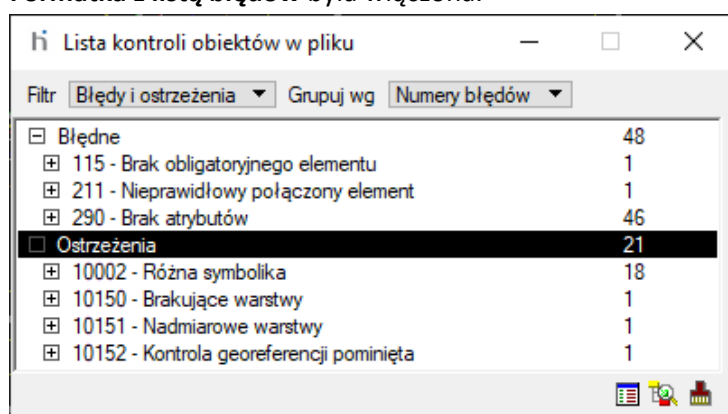 Formatka z listą błędów była włączona.
Lista kontroli obiektów w pliku
Filtr Błędy i ostrzeżenia Grupuj wg Numery błędów
Błędne 48
115 - Brak obligatoryjnego elementu 1
211 - Nieprawidłowy połączony element 1
290 - Brak atrybutów 46
Ostrzeżenia 21
10002 - Różna symbolika 18
10150 - Brakujące warstwy 1
10151 - Nadmiarowe warstwy 1
10152 - Kontrola georeferencji pominięta 1